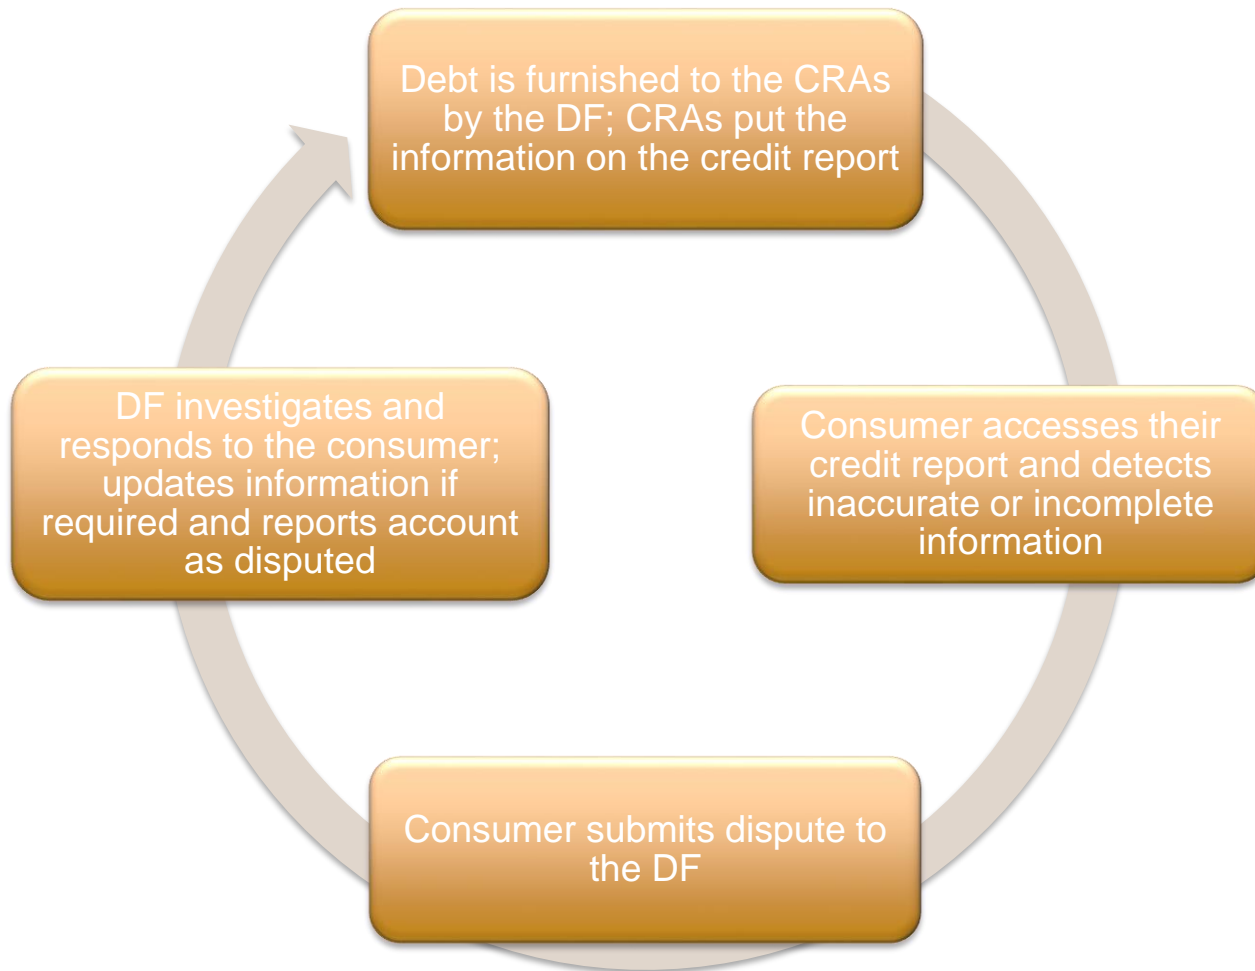 Debt is furnished to the CRAs
by the DF; CRAs put the
information on the credit report
Consumer accesses their
credit report and detects
inaccurate or incomplete
information
Consumer submits dispute to
the DF
DF investigates and
responds to the consumer;
updates information if
required and reports account
as disputed